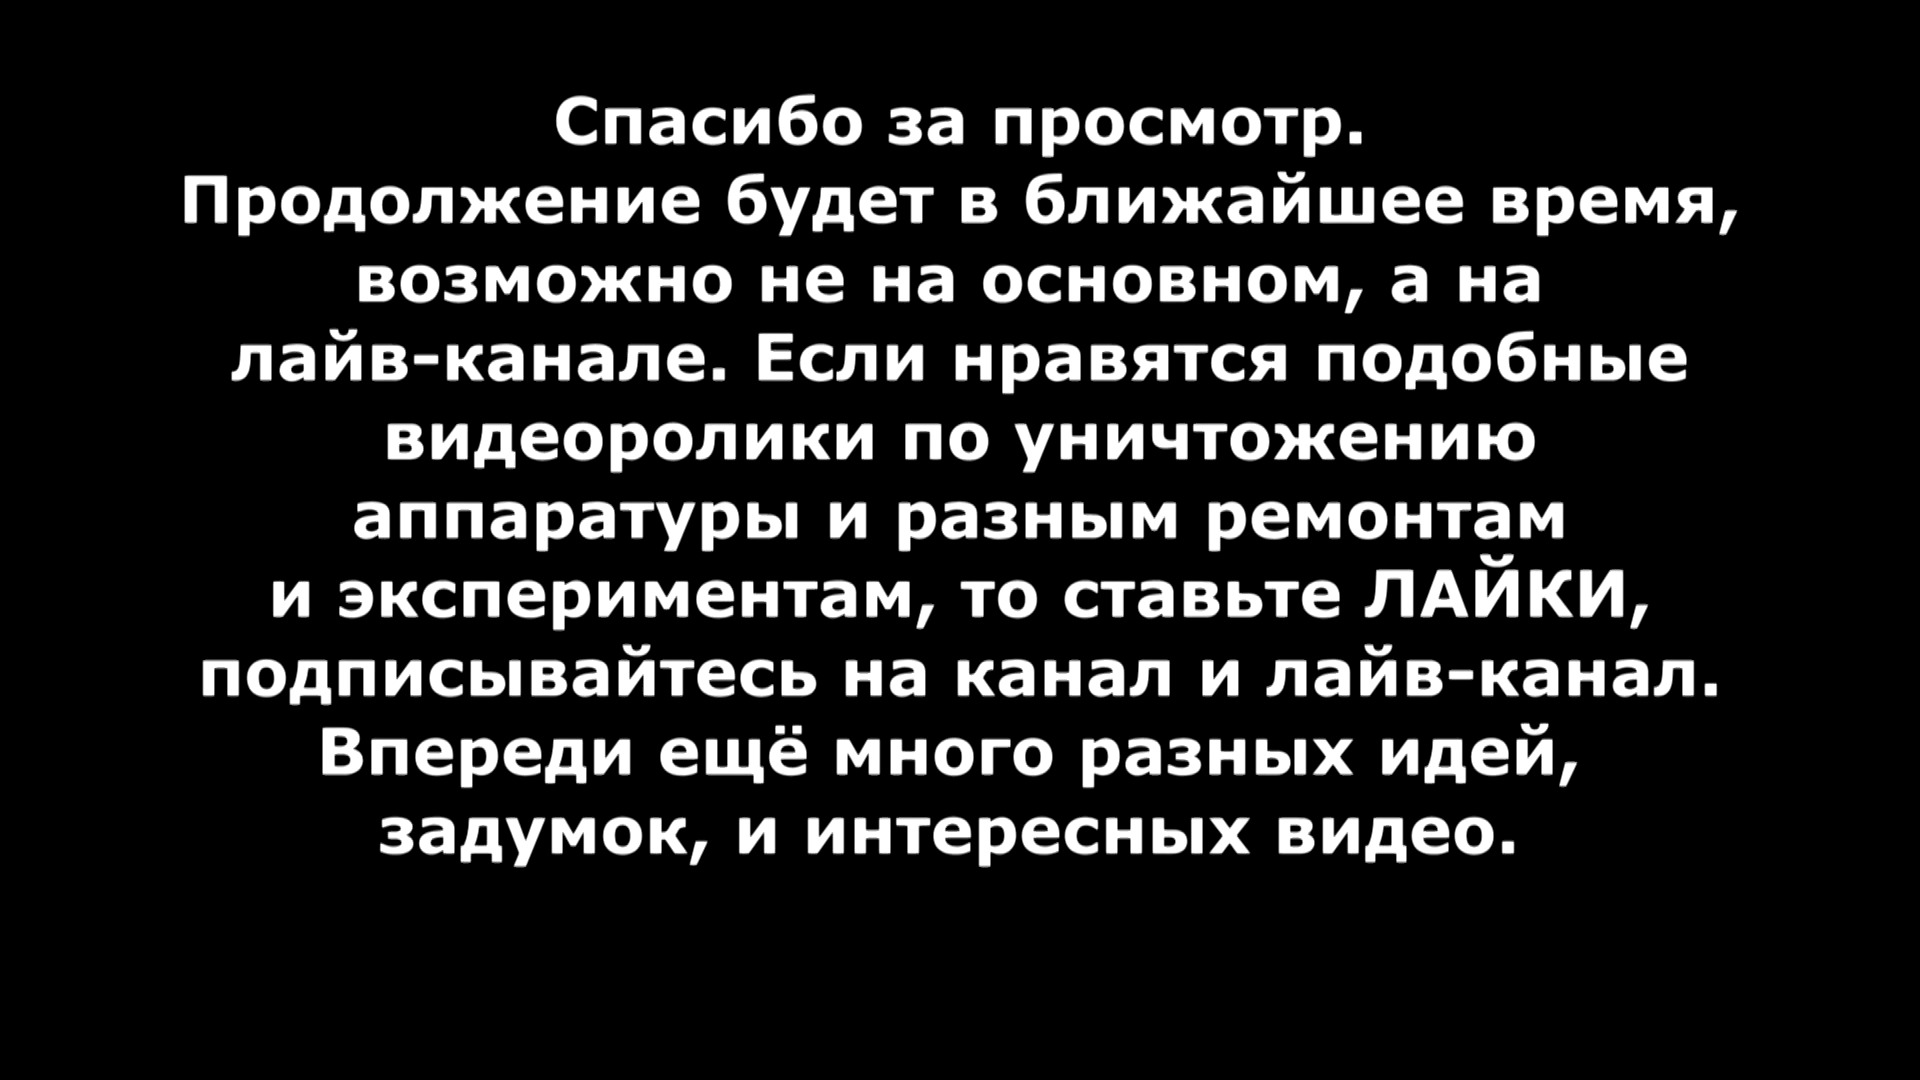 Спасибо за просмотр.
Продолжение будет в ближайшее время,
возможно не на основном, а на
лайв-канале. Если нравятся подобные
видеоролики по уничтожению
аппаратуры и разным ремонтам
и экспериментам, то ставьте ЛАЙКИ,
подписывайтесь на канал и лайв-канал.
Впереди ещё много разных идей,
задумок, и интересных видео.